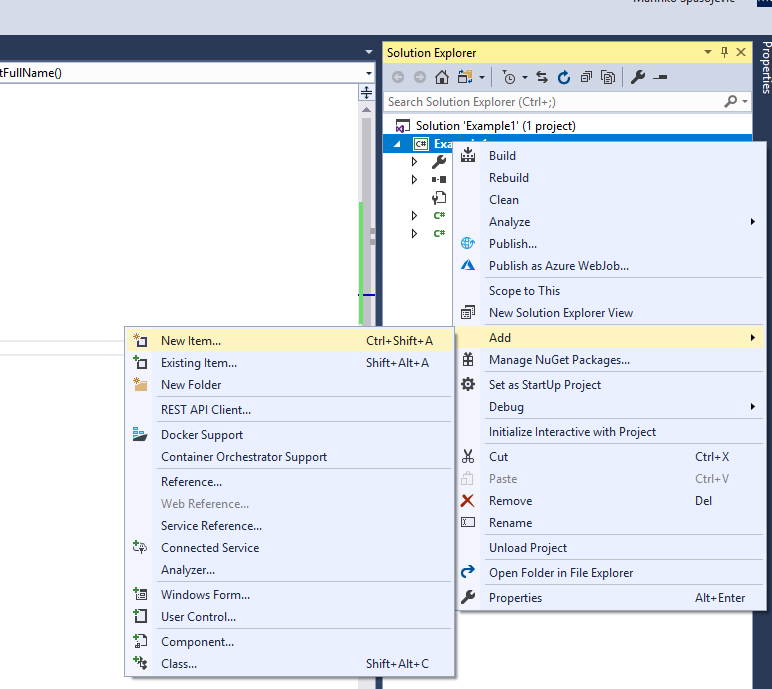 Marinko Spasojevic
tFullName()
Solution Explorer
Properties
Search Solution Explorer (Ctrl+;)
Solution 'Example1' (1 project)
C#
C#
C#
Build
Rebuild
Clean
Analyze
Publish...
Publish as Azure WebJob...
Scope to This
New Solution Explorer View
Add
Manage NuGet Packages...
Set as StartUp Project
Debug
Initialize Interactive with Project
Cut Ctrl+X
Paste Ctrl+V
Remove Del
Rename
Unload Project
Open Folder in File Explorer
Properties Alt+Enter
New Item... Ctrl+Shift+A
Existing Item... Shift+Alt+A
New Folder
REST API Client...
Docker Support
Container Orchestrator Support
Reference...
Web Reference...
Service Reference...
Connected Service
Analyzer...
Windows Form...
User Control...
Component...
Class... Shift+Alt+C